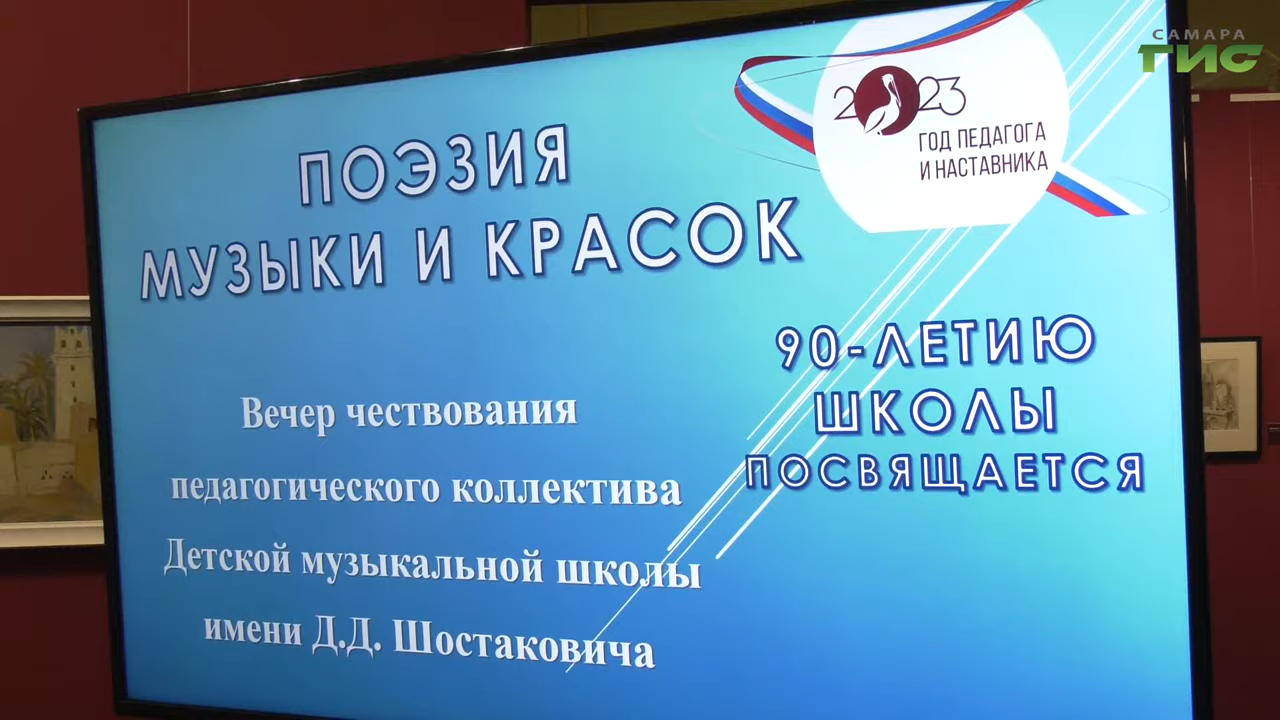 САМАРА
ГИС
2023
ГОД ПЕДАГОГА
И НАСТАВНИКА
ПОЭЗИЯ
МУЗЫКИ И КРАСОК
90-ЛЕТИЮ
ШКОЛЫ
ПОСВЯЩАЕТСЯ
Вечер чествования
педагогического коллектива
Детской музыкальной школы
имени Д.Д. Шостаковича